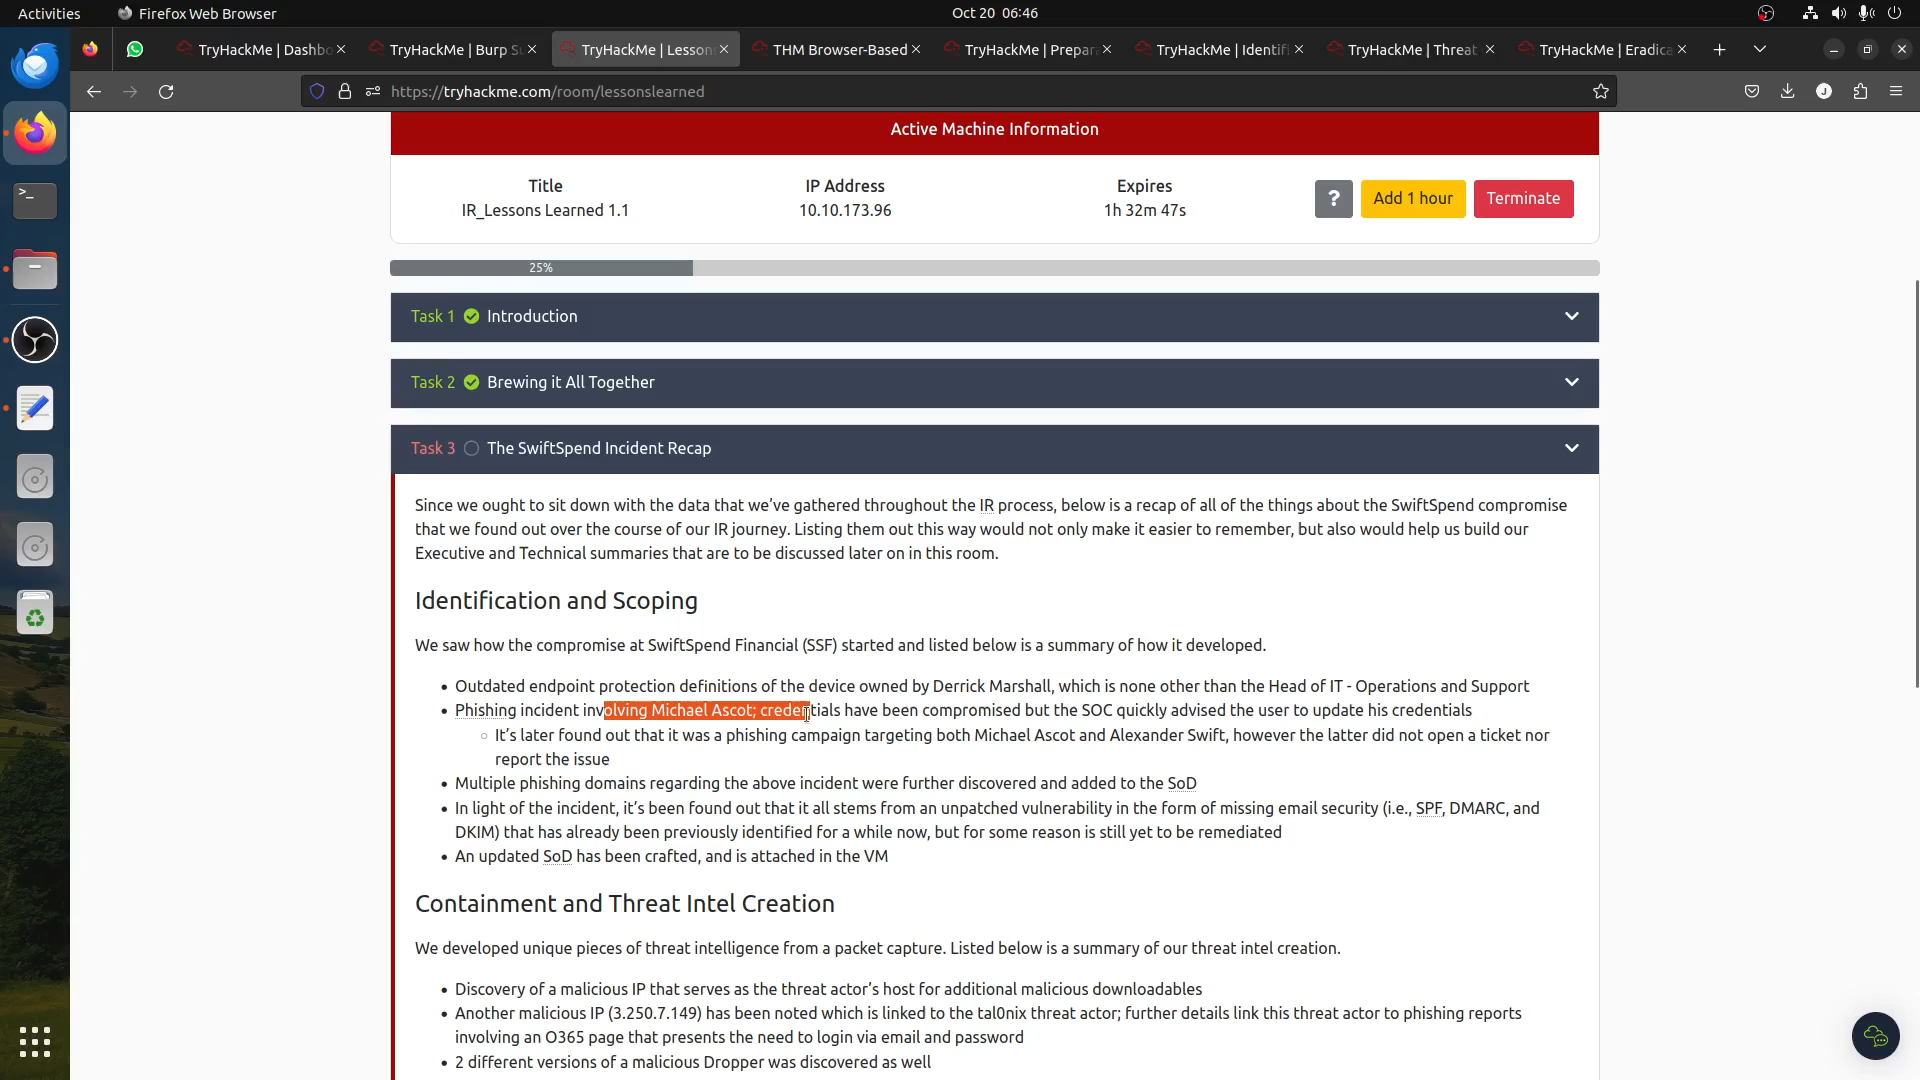 Activities
Firefox Web Browser
Oct 20 06:46
TryHackMe | Dashbo
TryHackMe | Burp Su
TryHackMe | Lesson
THM Browser-Based
TryHackMe | Prepar
TryHackMe | Identif
TryHackMe | Threat
TryHackMe | Eradica
https://tryhackme.com/room/lessonslearned
J
Active Machine Information
Title
IP Address
Expires
IR_Lessons Learned 1.1
10.10.173.96
1h 32m 47s
?
Add 1 hour
Terminate
25%
Task 1 Introduction
Task 2 Brewing it All Together
Task 3 The SwiftSpend Incident Recap
Since we ought to sit down with the data that we've gathered throughout the IR process, below is a recap of all of the things about the SwiftSpend compromise
that we found out over the course of our IR journey. Listing them out this way would not only make it easier to remember, but also would help us build our
Executive and Technical summaries that are to be discussed later on in this room.
Identification and Scoping
We saw how the compromise at SwiftSpend Financial (SSF) started and listed below is a summary of how it developed.
• Outdated endpoint protection definitions of the device owned by Derrick Marshall, which is none other than the Head of IT - Operations and Support
• Phishing incident involving Michael Ascot; credentials have been compromised but the SOC quickly advised the user to update his credentials
○ It's later found out that it was a phishing campaign targeting both Michael Ascot and Alexander Swift, however the latter did not open a ticket nor
report the issue
• Multiple phishing domains regarding the above incident were further discovered and added to the SoD
• In light of the incident, it's been found out that it all stems from an unpatched vulnerability in the form of missing email security (i.e., SPF, DMARC, and
DKIM) that has already been previously identified for a while now, but for some reason is still yet to be remediated
• An updated SoD has been crafted, and is attached in the VM
Containment and Threat Intel Creation
We developed unique pieces of threat intelligence from a packet capture. Listed below is a summary of our threat intel creation.
• Discovery of a malicious IP that serves as the threat actor's host for additional malicious downloadables
• Another malicious IP (3.250.7.149) has been noted which is linked to the tal0nix threat actor; further details link this threat actor to phishing reports
involving an O365 page that presents the need to login via email and password
• 2 different versions of a malicious Dropper was discovered as well